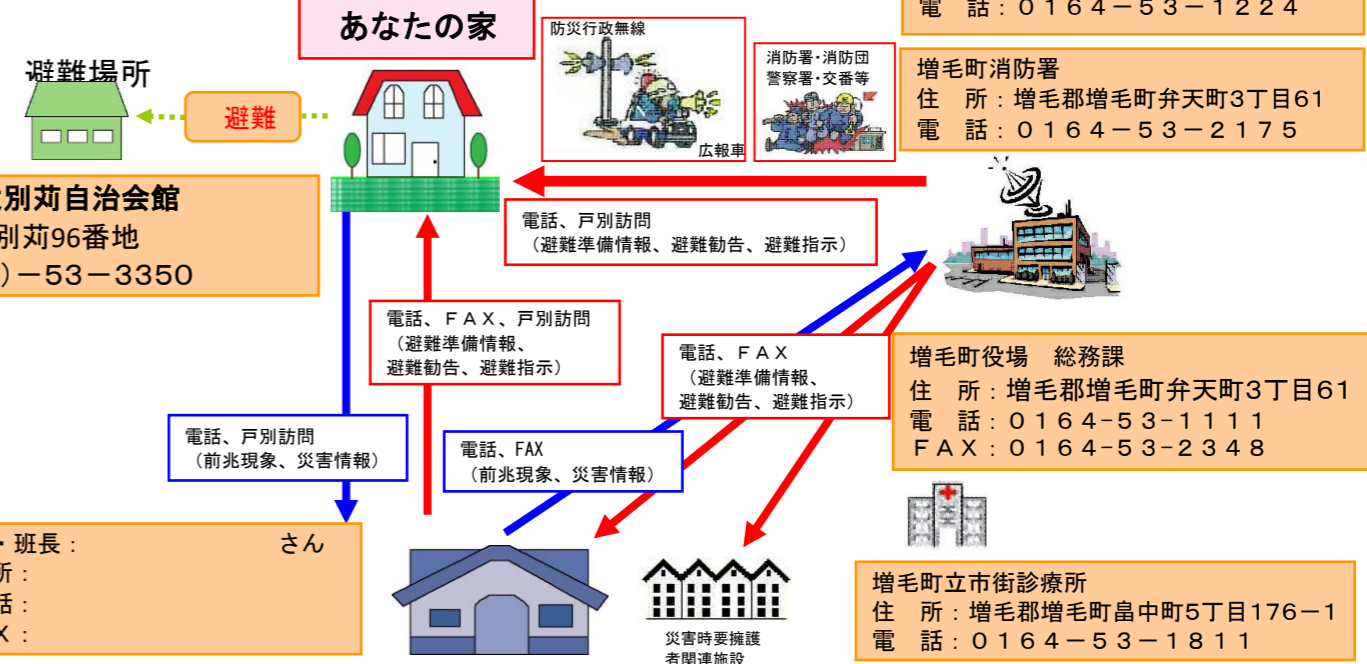 電　話：０１６４－５３－１２２４
あなたの家
防災行政無線
広報車
消防署・消防団
警察署・交番等
増毛町消防署
住　所：増毛郡増毛町弁天町3丁目61
電　話：０１６４－５３－２１７５
避難場所
避難
別苅自治会館
別苅96番地
）－53－3350
電話、戸別訪問
（避難準備情報、避難勧告、避難指示）
電話、ＦＡＸ、戸別訪問
（避難準備情報、
避難勧告、避難指示）
電話、ＦＡＸ
（避難準備情報、
避難勧告、避難指示）
増毛町役場　総務課
住　所：増毛郡増毛町弁天町3丁目61
電　話：０１６４-５３-１１１１
ＦＡＸ：０１６４-５３-２３４８
電話、戸別訪問
（前兆現象、災害情報）
電話、FAX
（前兆現象、災害情報）
・班長：　　　　　　　　さん
所：
話：
Ｘ：
災害時要擁護
者関連施設
増毛町立市街診療所
住　所：増毛郡増毛町畠中町5丁目176－1
電　話：０１６４－５３－１８１１